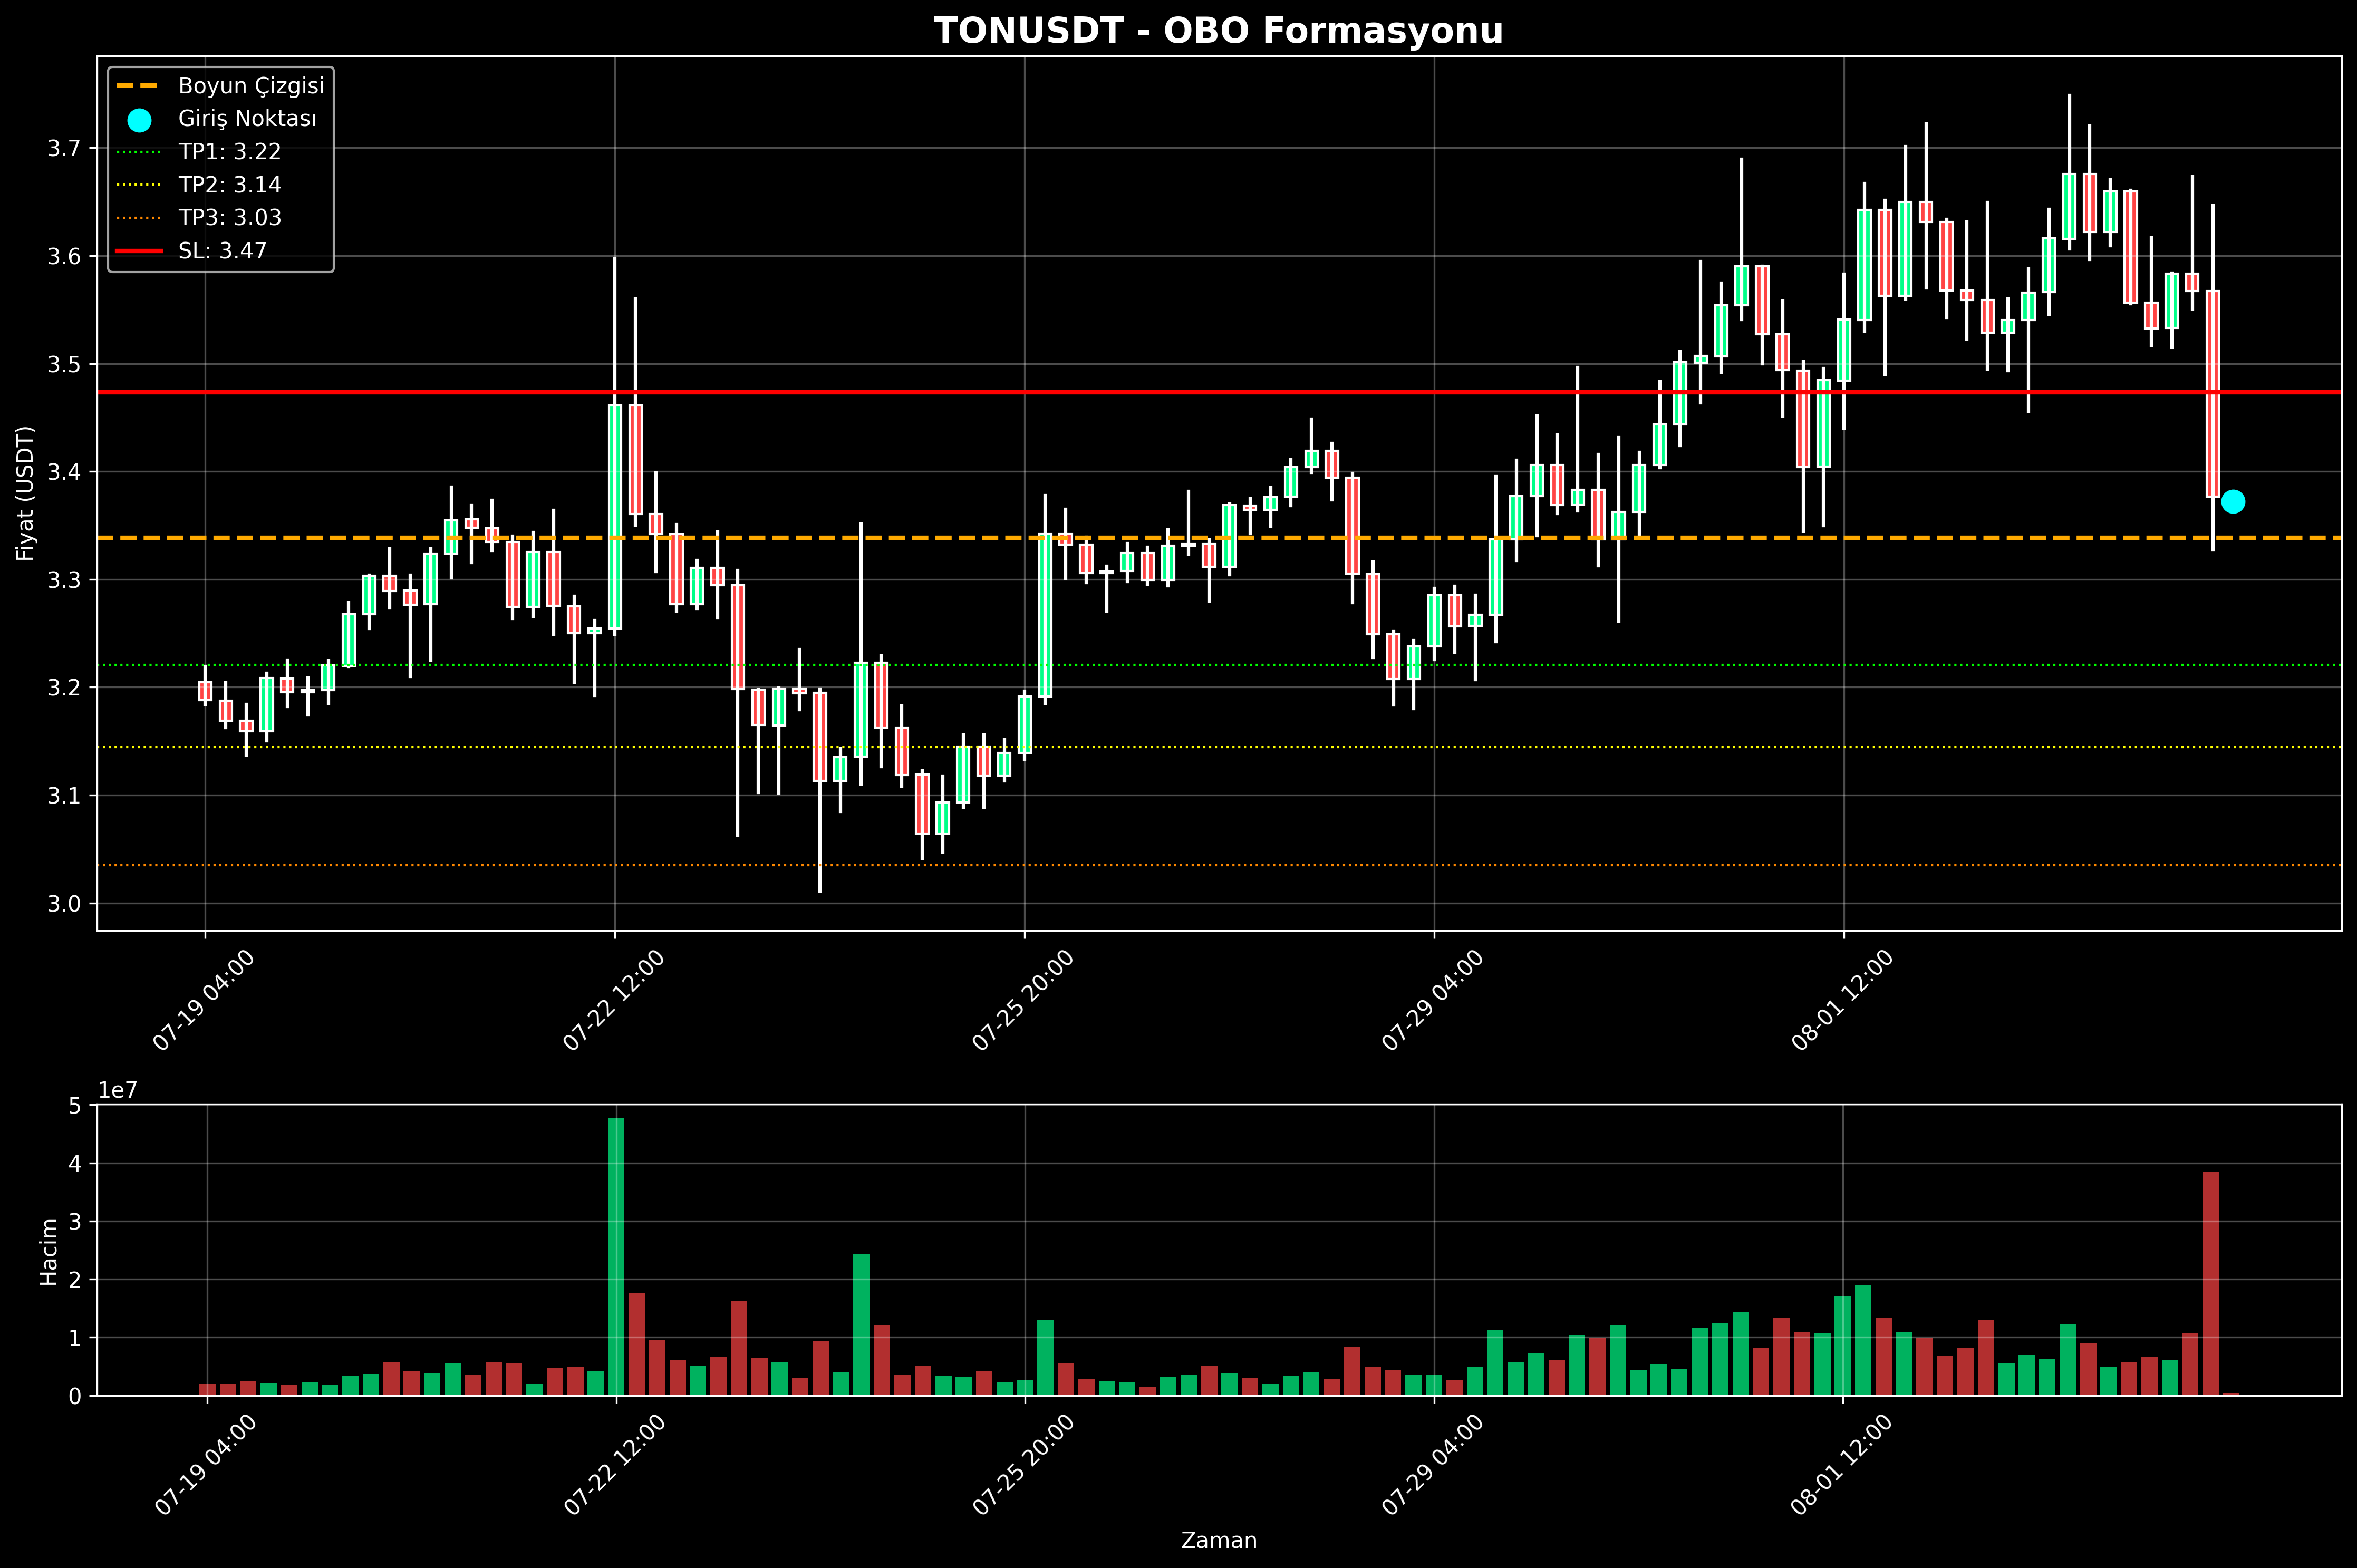 TONUSDT - OBO Formasyonu
Boyun Çizgisi
Giriş Noktası
TP1: 3.22
TP2: 3.14
TP3: 3.03
SL: 3.47
Fiyat (USDT)
3.7
3.6
3.5
3.4
3.3
3.2
3.1
3.0
07-19 04:00
07-22 12:00
07-25 20:00
07-29 04:00
08-01 12:00
1e7
Hacim
5
4
3
2
1
0
07-19 04:00
07-22 12:00
07-25 20:00
07-29 04:00
08-01 12:00
Zaman